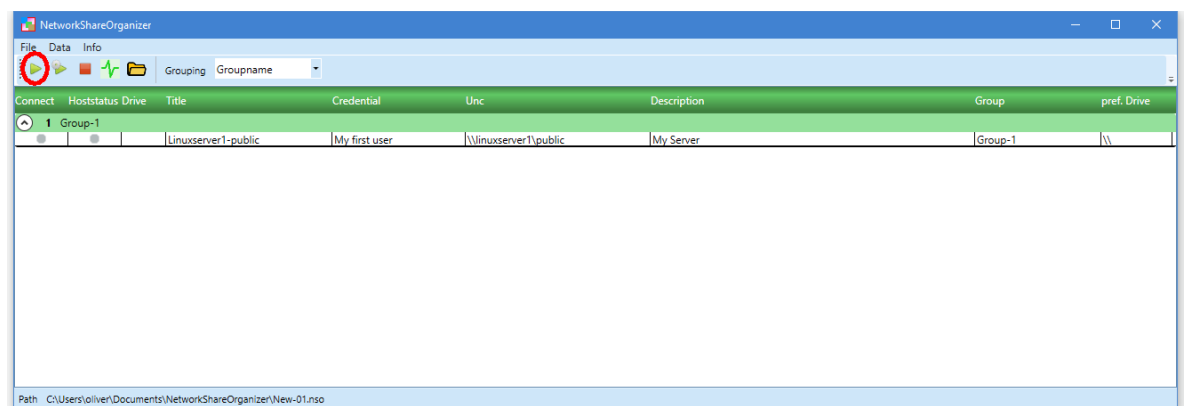 NetworkShareOrganizer
File Data Info
Grouping Groupname
Connect Hoststatus Drive Title Credential Unc Description Group pref. Drive
1 Group-1
Linuxserver1-public My first user \\linuxserver1\public My Server Group-1 \\
Path C:\Users\oliver\Documents\NetworkShareOrganizer\New-01.nso